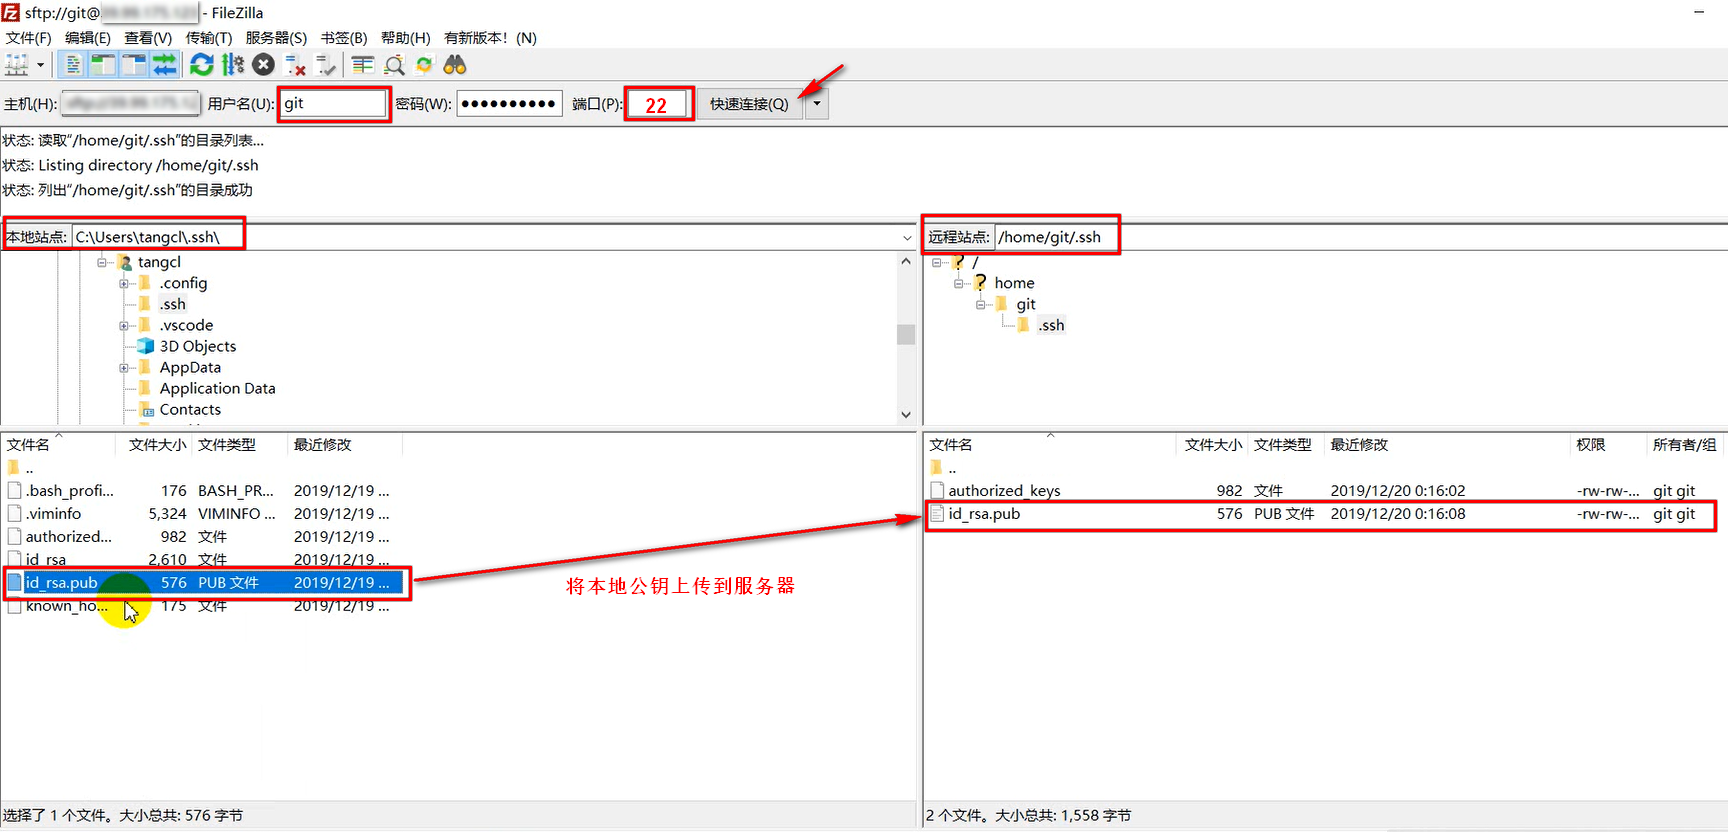 sftp://git@ - FileZilla
文件(F) 编辑(E) 查看(V) 传输(T) 服务器(S) 书签(B) 帮助(H) 有新版本！(N)
主机(H): 用户名(U): git 密码(W): ●●●●●●●●●● 端口(P): 22 快速连接(Q)
状态: 读取“/home/git/.ssh”的目录列表...
状态: Listing directory /home/git/.ssh
状态: 列出“/home/git/.ssh”的目录成功
本地站点: C:\Users\tangcl\.ssh\
tangcl
.config
.ssh
.vscode
3D Objects
AppData
Application Data
Contacts
远程站点: /home/git/.ssh
/
home
git
.ssh
文件名 文件大小 文件类型 最近修改
..
.bash_profi... 176 BASH_PR... 2019/12/19 ...
.viminfo 5,324 VIMINFO ... 2019/12/19 ...
authorized... 982 文件 2019/12/19 ...
id_rsa 2,610 文件 2019/12/19 ...
id_rsa.pub 576 PUB 文件 2019/12/19 ...
known_ho... 175 文件 2019/12/19 ...
将本地公钥上传到服务器
选择了 1 个文件。大小总共: 576 字节
文件名 文件大小 文件类型 最近修改 权限 所有者/组
..
authorized_keys 982 文件 2019/12/20 0:16:02 -rw-rw-... git git
id_rsa.pub 576 PUB 文件 2019/12/20 0:16:08 -rw-rw-... git git
2 个文件。大小总共: 1,558 字节